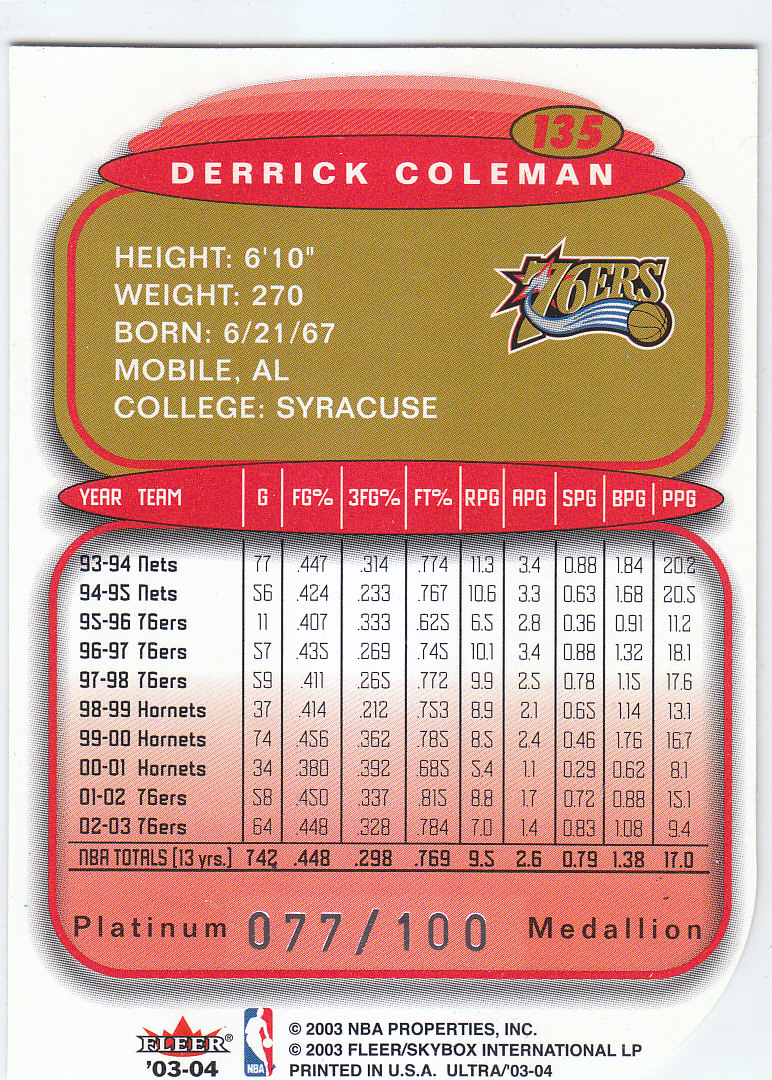 135
DERRICK COLEMAN
HEIGHT: 6'10"
WEIGHT: 270
BORN: 6/21/67
MOBILE, AL
COLLEGE: SYRACUSE
76ERS
YEAR TEAM G FG% 3FG% FT% RPG APG SPG BPG PPG
93-94 Nets 77 .447 .314 .774 11.3 3.4 0.88 1.84 20.2
94-95 Nets 56 .424 .233 .767 10.6 3.3 0.63 1.68 20.5
95-96 76ers 11 .407 .333 .625 6.5 2.8 0.36 0.91 11.2
96-97 76ers 57 .435 .269 .745 10.1 3.4 0.88 1.32 18.1
97-98 76ers 59 .411 .265 .772 9.9 2.5 0.78 1.15 17.6
98-99 Hornets 37 .414 .212 .753 8.9 2.1 0.65 1.14 13.1
99-00 Hornets 74 .456 .362 .785 8.5 2.4 0.46 1.76 16.7
00-01 Hornets 34 .380 .392 .685 5.4 1.1 0.29 0.62 8.1
01-02 76ers 58 .450 .337 .815 8.8 1.7 0.72 0.88 15.1
02-03 76ers 64 .448 .328 .784 7.0 1.4 0.83 1.08 9.4
NBA TOTALS (13 yrs.) 742 .448 .298 .769 9.5 2.6 0.79 1.38 17.0
Platinum 077/100 Medallion
FLEER®
'03-04
NBA
© 2003 NBA PROPERTIES, INC.
© 2003 FLEER/SKYBOX INTERNATIONAL LP
PRINTED IN U.S.A. ULTRA/'03-04